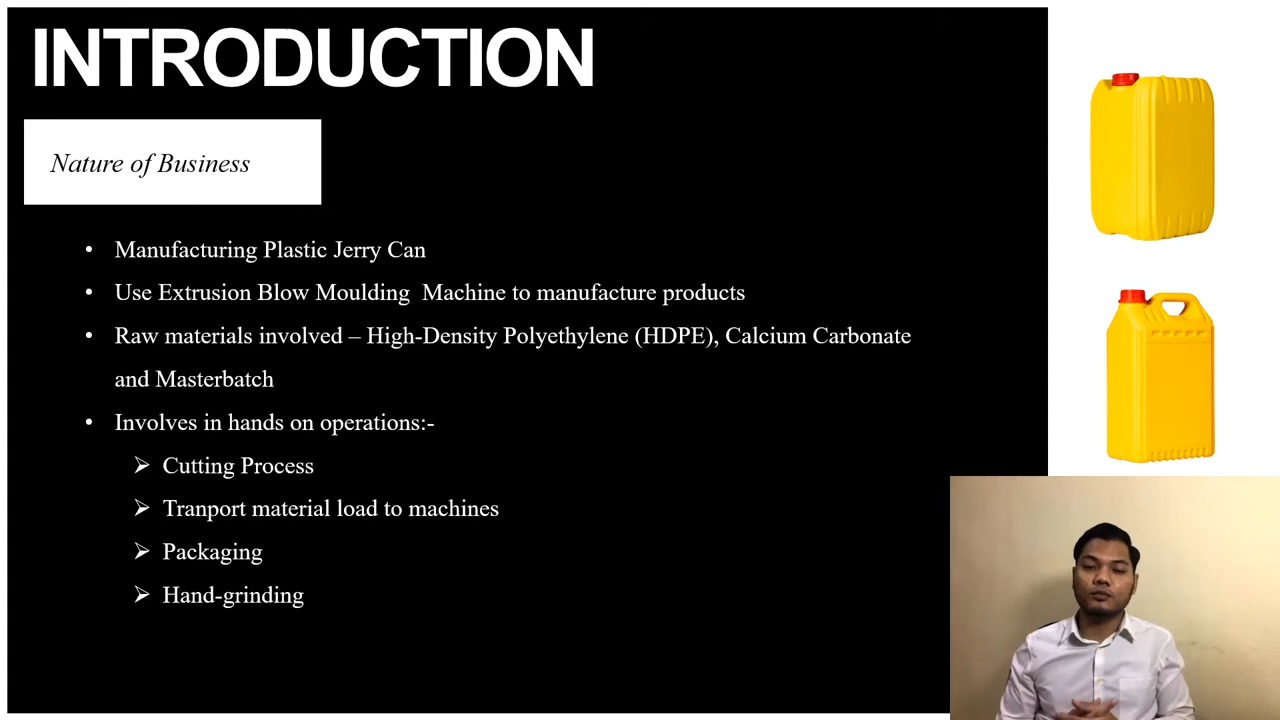 INTRODUCTION
Nature of Business
• Manufacturing Plastic Jerry Can
• Use Extrusion Blow Moulding  Machine to manufacture products
• Raw materials involved – High-Density Polyethylene (HDPE), Calcium Carbonate
and Masterbatch
• Involves in hands on operations:-
➢ Cutting Process
➢ Tranport material load to machines
➢ Packaging
➢ Hand-grinding